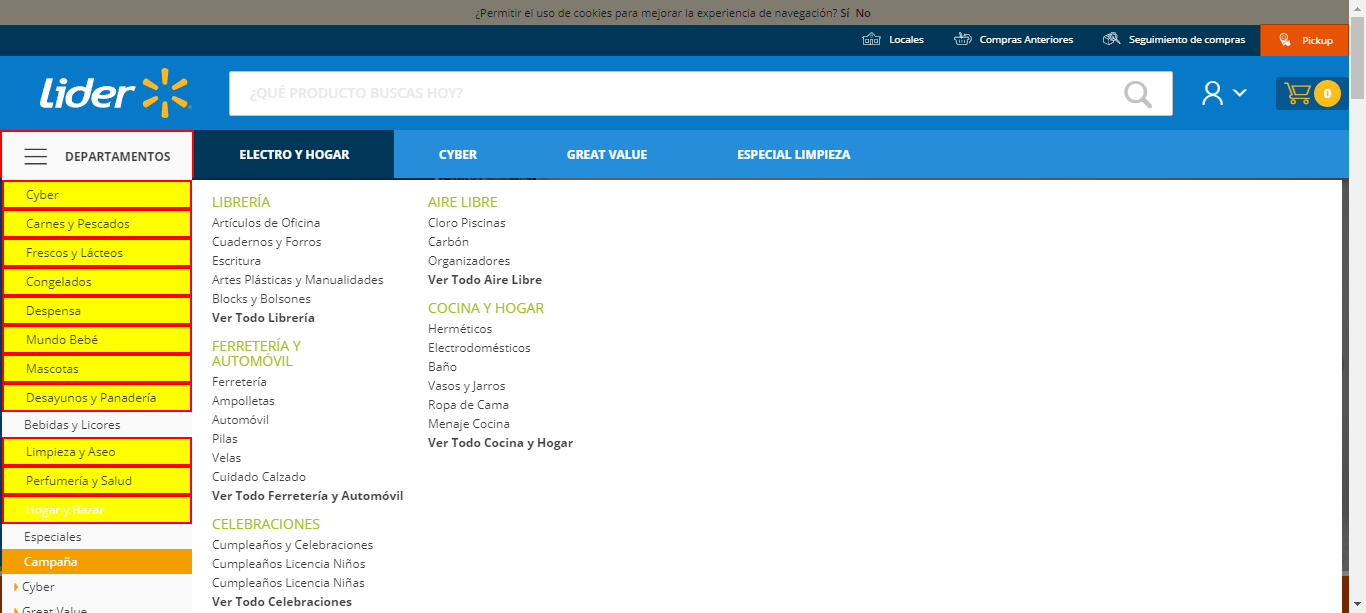 ¿Permitir el uso de cookies para mejorar la experiencia de navegación? Sí No
Locales
Compras Anteriores
Seguimiento de compras
Pickup
Lider
¿QUÉ PRODUCTO BUSCAS HOY?
0
DEPARTAMENTOS
ELECTRO Y HOGAR
CYBER
GREAT VALUE
ESPECIAL LIMPIEZA
Cyber
Carnes y Pescados
Frescos y Lácteos
Congelados
Despensa
Mundo Bebé
Mascotas
Desayunos y Panadería
Bebidas y Licores
Limpieza y Aseo
Perfumería y Salud
Hogar y Bazar
Especiales
Campaña
Cyber
Great Value
LIBRERÍA
Artículos de Oficina
Cuadernos y Forros
Escritura
Artes Plásticas y Manualidades
Blocks y Bolsones
Ver Todo Librería
FERRETERÍA Y
AUTOMÓVIL
Ferretería
Ampolletas
Automóvil
Pilas
Velas
Cuidado Calzado
Ver Todo Ferretería y Automóvil
CELEBRACIONES
Cumpleaños y Celebraciones
Cumpleaños Licencia Niños
Cumpleaños Licencia Niñas
Ver Todo Celebraciones
AIRE LIBRE
Cloro Piscinas
Carbón
Organizadores
Ver Todo Aire Libre
COCINA Y HOGAR
Herméticos
Electrodomésticos
Baño
Vasos y Jarros
Ropa de Cama
Menaje Cocina
Ver Todo Cocina y Hogar